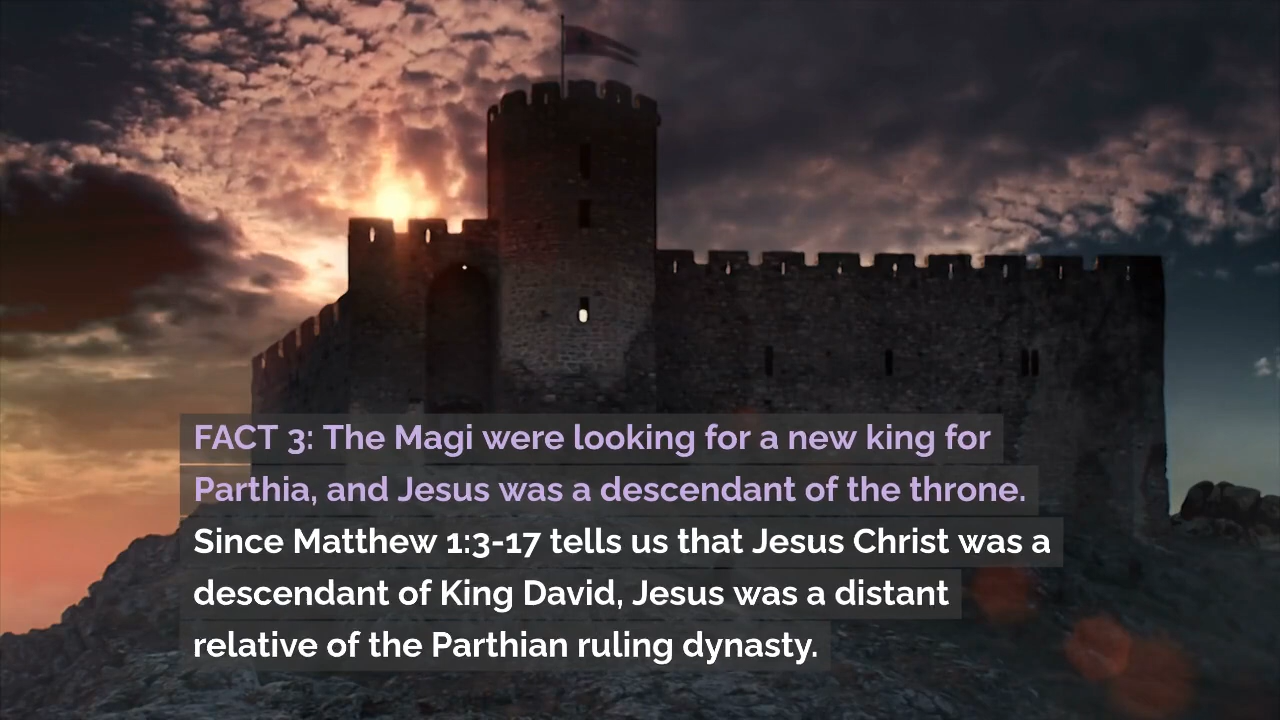 FACT 3: The Magi were looking for a new king for
Parthia, and Jesus was a descendant of the throne.
Since Matthew 1:3-17 tells us that Jesus Christ was a
descendant of King David, Jesus was a distant
relative of the Parthian ruling dynasty.